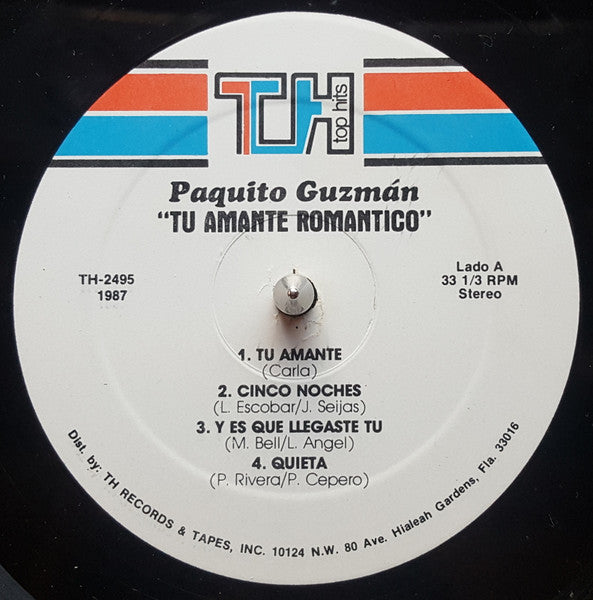 TH
top hits
Paquito Guzmán
"TU AMANTE ROMANTICO"
TH-2495
1987
Lado A
33 1/3 RPM
Stereo
1. TU AMANTE
(Carla)
2. CINCO NOCHES
(L. Escobar/J. Seijas)
3. Y ES QUE LLEGASTE TU
(M. Bell/L. Angel)
4. QUIETA
(P. Rivera/P. Cepero)
Dist. by: TH RECORDS & TAPES, INC. 10124 N.W. 80 Ave. Hialeah Gardens, Fla. 33016